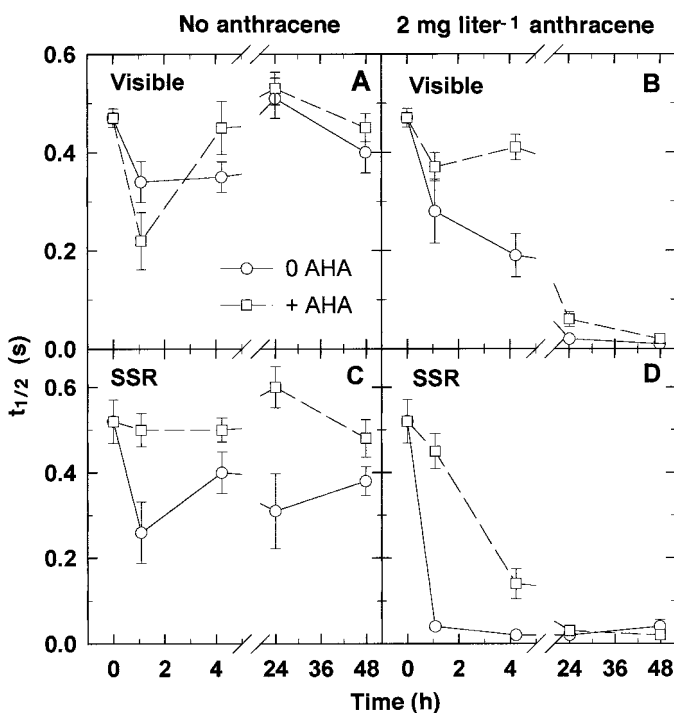 No anthracene 2 mg liter-1 anthracene
0.6
Visible A
Visible B
0.4
0.2
0 AHA
+ AHA
0.0
SSR C
SSR D
0.4
0.2
0.0
t1/2 (s)
0 2 4 24 36 48 0 2 4 24 36 48
Time (h)